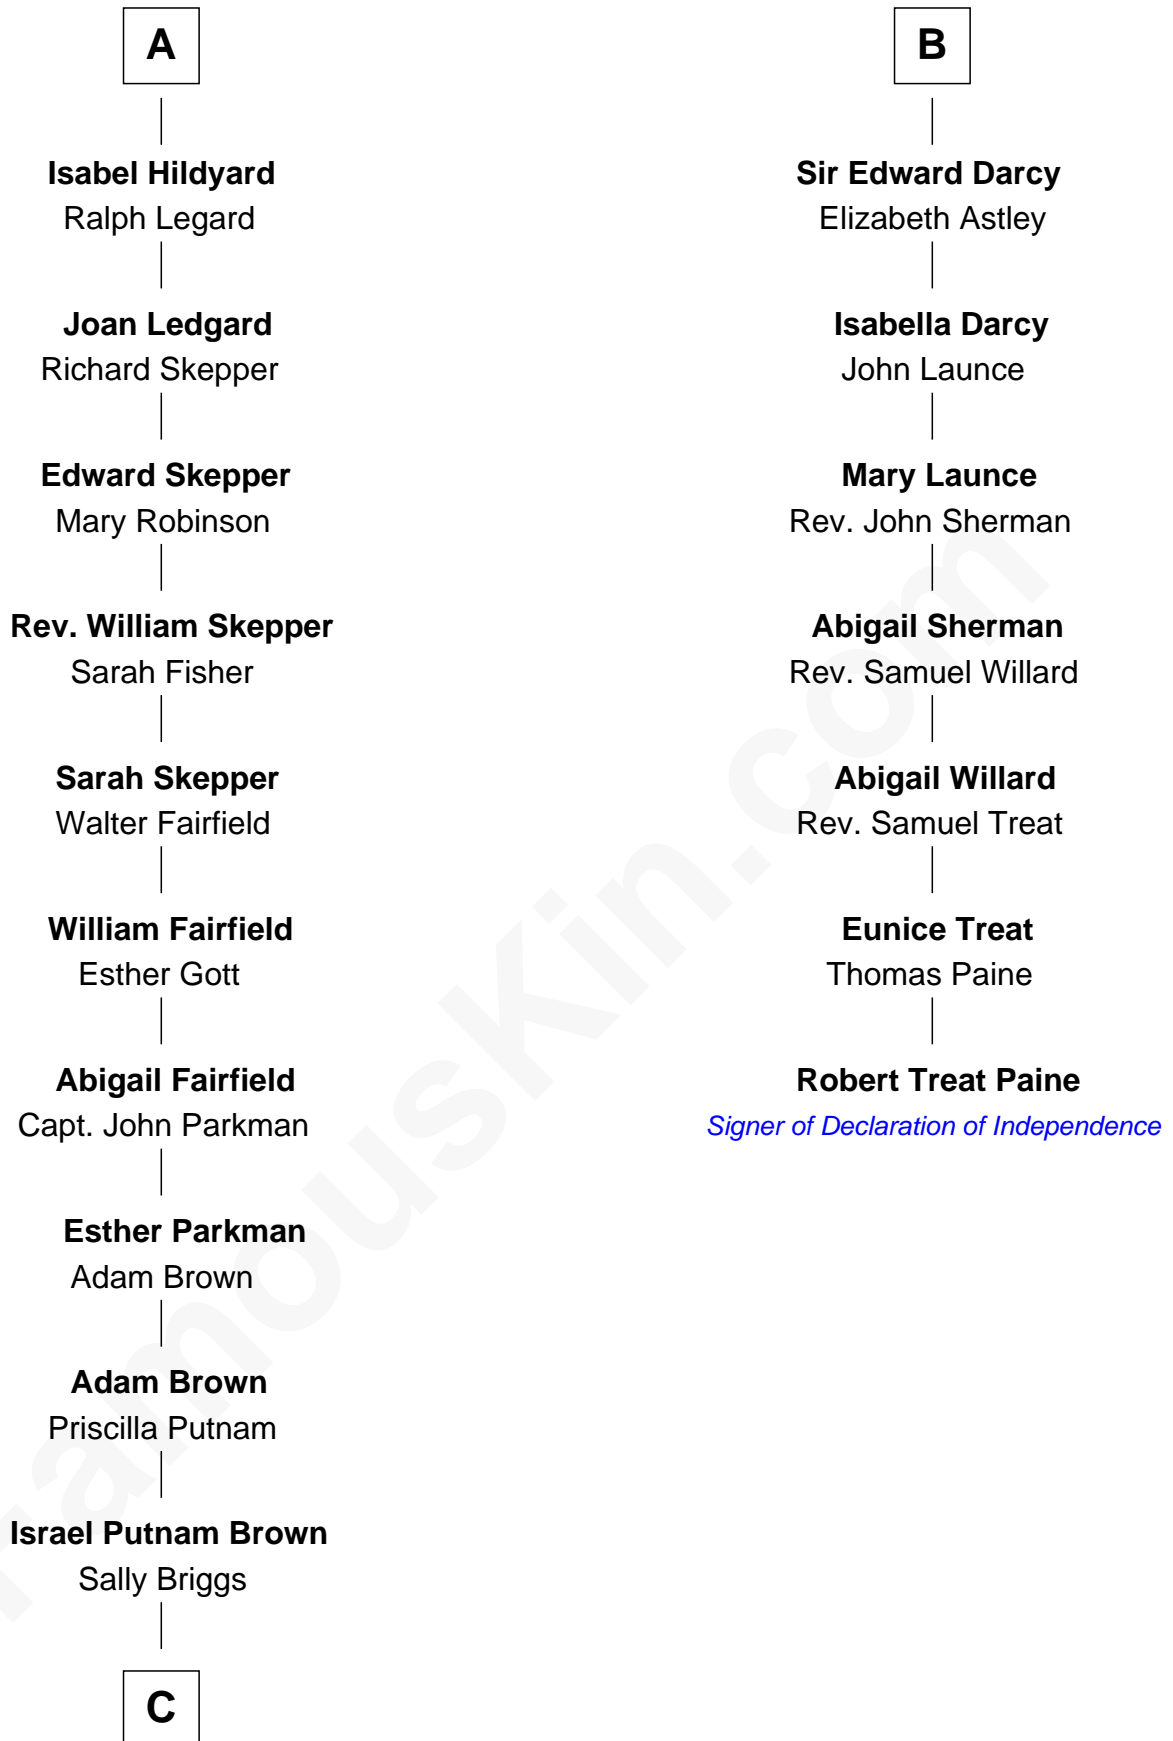 A
Isabel Hildyard
Ralph Legard
Joan Ledgard
Richard Skepper
Edward Skepper
Mary Robinson
Rev. William Skepper
Sarah Fisher
Sarah Skepper
Walter Fairfield
William Fairfield
Esther Gott
Abigail Fairfield
Capt. John Parkman
Esther Parkman
Adam Brown
Adam Brown
Priscilla Putnam
Israel Putnam Brown
Sally Briggs
C
B
Sir Edward Darcy
Elizabeth Astley
Isabella Darcy
John Launce
Mary Launce
Rev. John Sherman
Abigail Sherman
Rev. Samuel Willard
Abigail Willard
Rev. Samuel Treat
Eunice Treat
Thomas Paine
Robert Treat Paine
Signer of Declaration of Independence
FamousKin.com